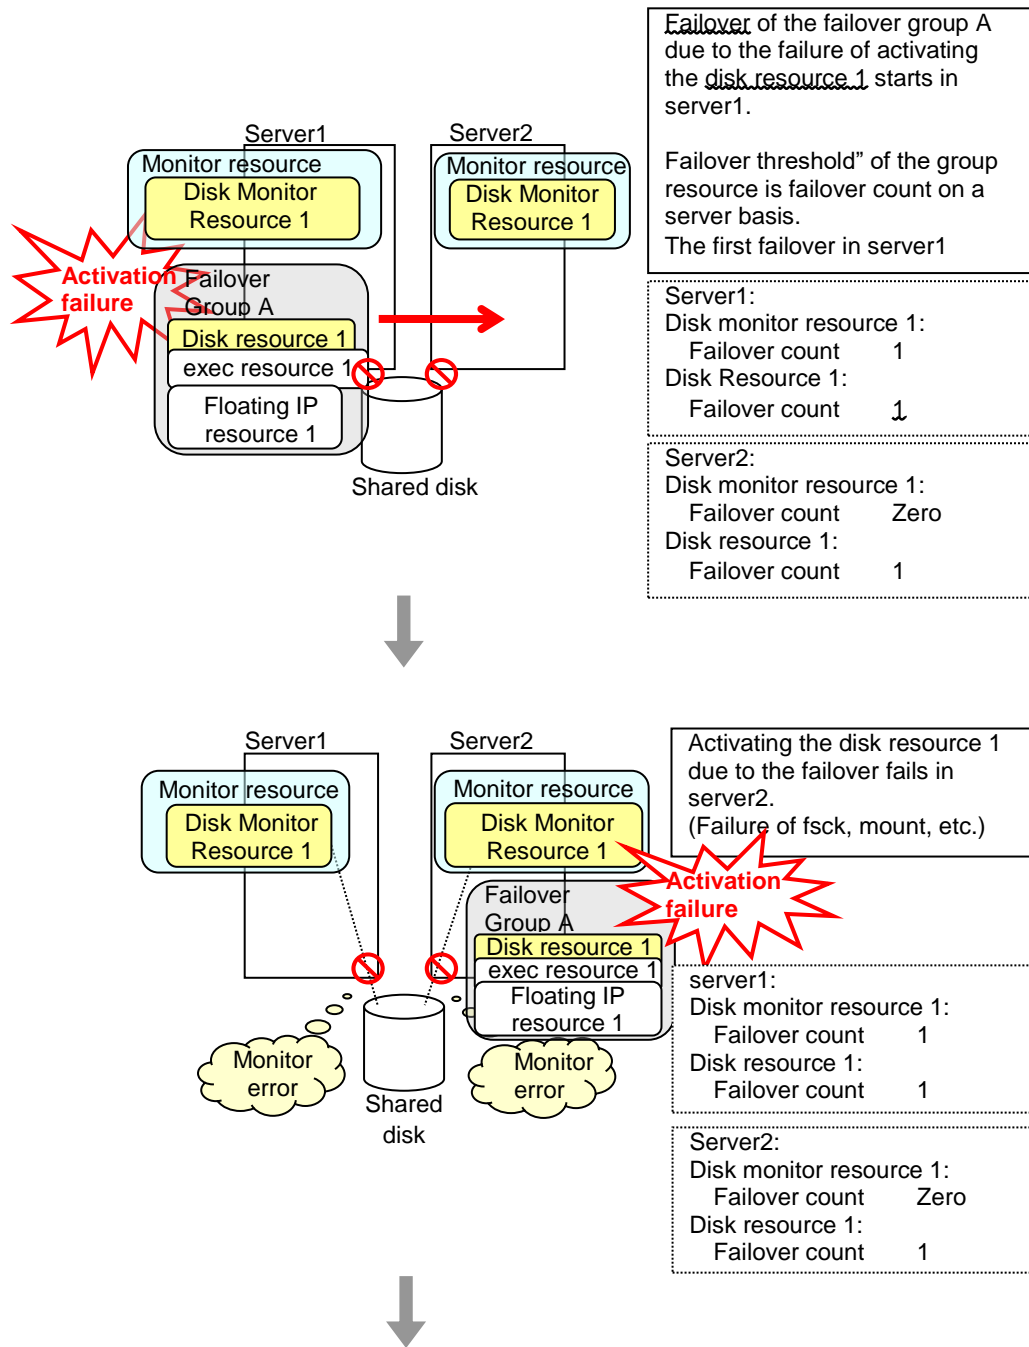 Failover of the failover group A
due to the failure of activating
the disk resource 1 starts in
server1.
Failover threshold” of the group
resource is failover count on a
server basis.
The first failover in server1
Server1
Server2
Monitor resource
Disk Monitor
Resource 1
Monitor resource
Disk Monitor
Resource 1
Activation
failure
Failover
Group A
Disk resource 1
exec resource 1
Floating IP
resource 1
Shared disk
Server1:
Disk monitor resource 1:
Failover count 1
Disk Resource 1:
Failover count 1
Server2:
Disk monitor resource 1:
Failover count Zero
Disk resource 1:
Failover count 1
Server1
Server2
Monitor resource
Disk Monitor
Resource 1
Monitor resource
Disk Monitor
Resource 1
Activating the disk resource 1
due to the failover fails in
server2.
(Failure of fsck, mount, etc.)
Activation
failure
Failover
Group A
Disk resource 1
exec resource 1
Floating IP
resource 1
Monitor
error
Monitor
error
Shared
disk
server1:
Disk monitor resource 1:
Failover count 1
Disk resource 1:
Failover count 1
Server2:
Disk monitor resource 1:
Failover count Zero
Disk resource 1:
Failover count 1